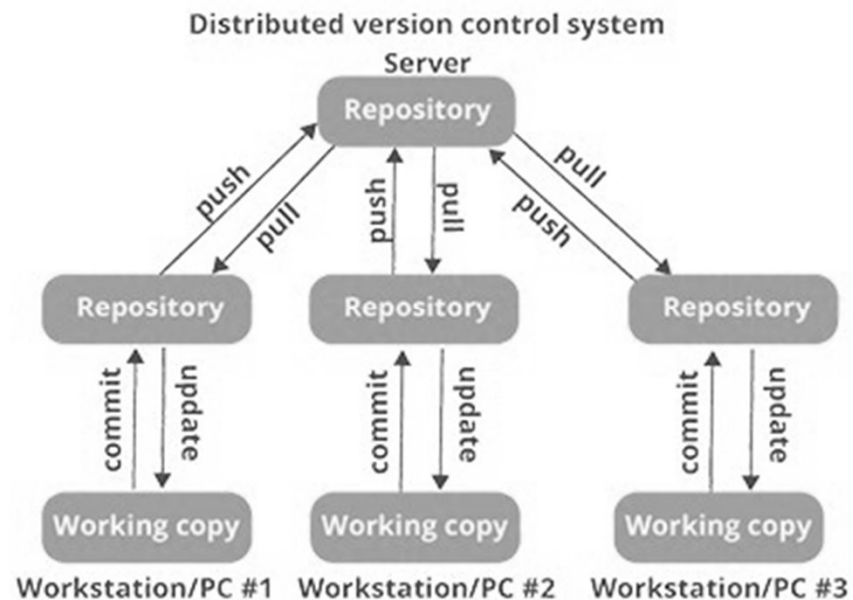 Distributed version control system
Server
Repository
push
pull
push
pull
pull
push
Repository
Repository
Repository
commit
update
commit
update
commit
update
Working copy
Working copy
Working copy
Workstation/PC #1
Workstation/PC #2
Workstation/PC #3